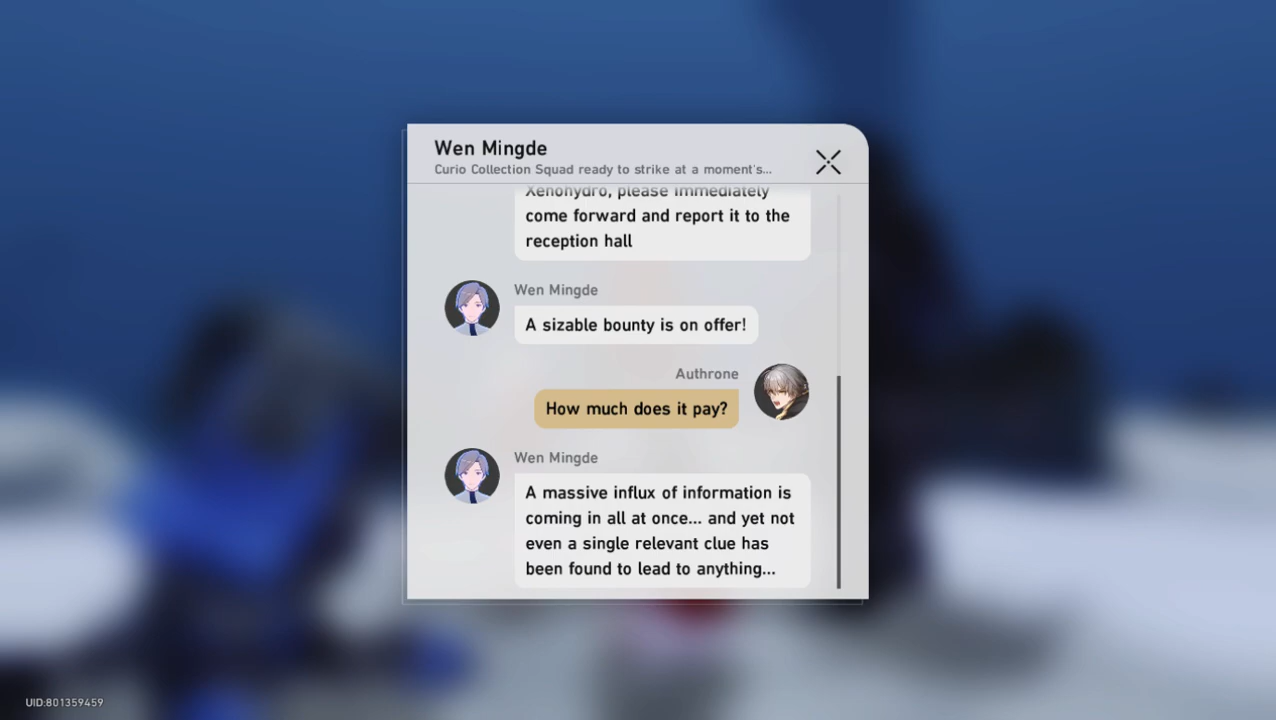 Wen Mingde
Curio Collection Squad ready to strike at a moment's...
Xenohydro, please immediately
come forward and report it to the
reception hall
Wen Mingde
A sizable bounty is on offer!
Authrone
How much does it pay?
Wen Mingde
A massive influx of information is
coming in all at once... and yet not
even a single relevant clue has
been found to lead to anything...
UID:801359459